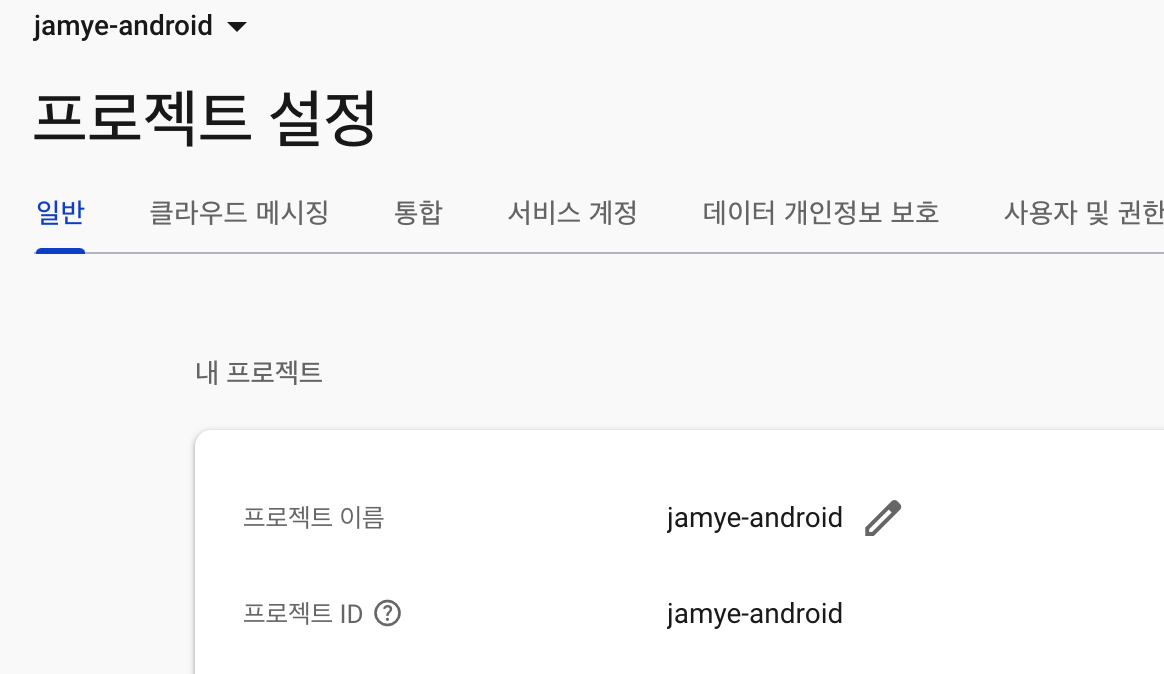 jamye-android
프로젝트 설정
일반 클라우드 메시징 통합 서비스 계정 데이터 개인정보 보호 사용자 및 권한
내 프로젝트
프로젝트 이름 jamye-android
프로젝트 ID jamye-android